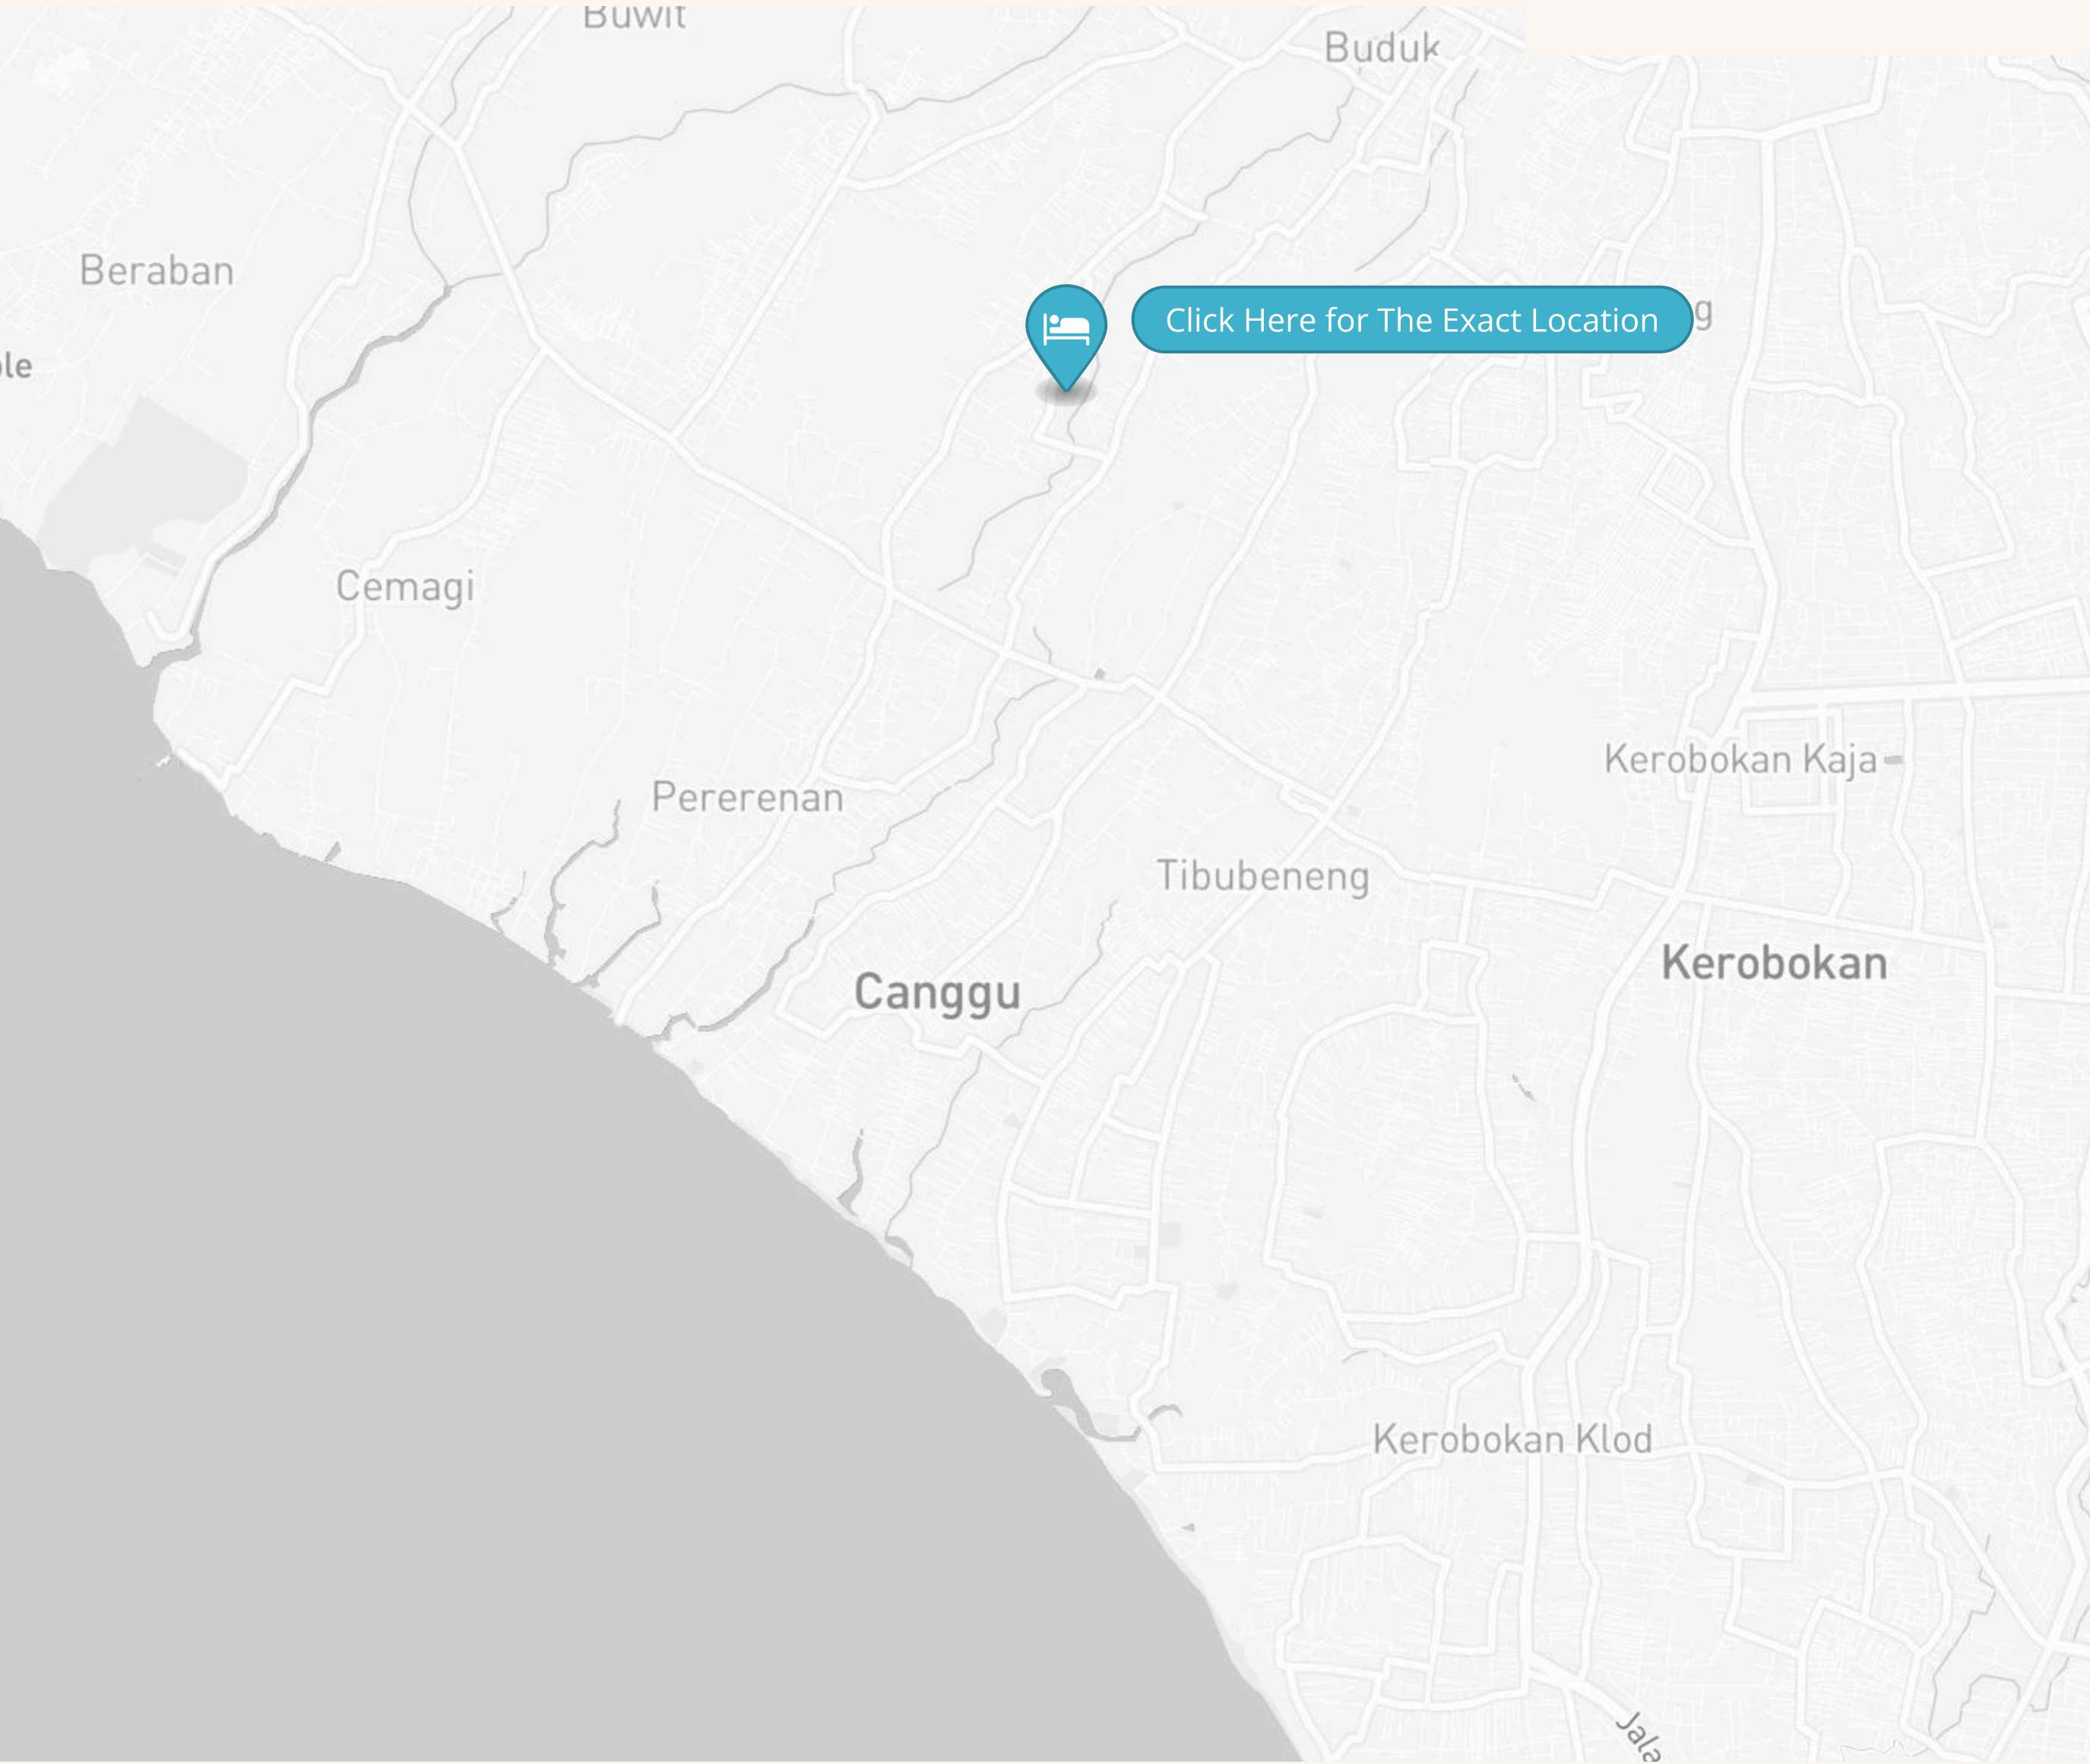 Buwit
Buduk
Beraban
Click Here for The Exact Location
Cemagi
Kerobokan Kaja
Pererenan
Tibubeneng
Kerobokan
Canggu
Kerobokan Klod